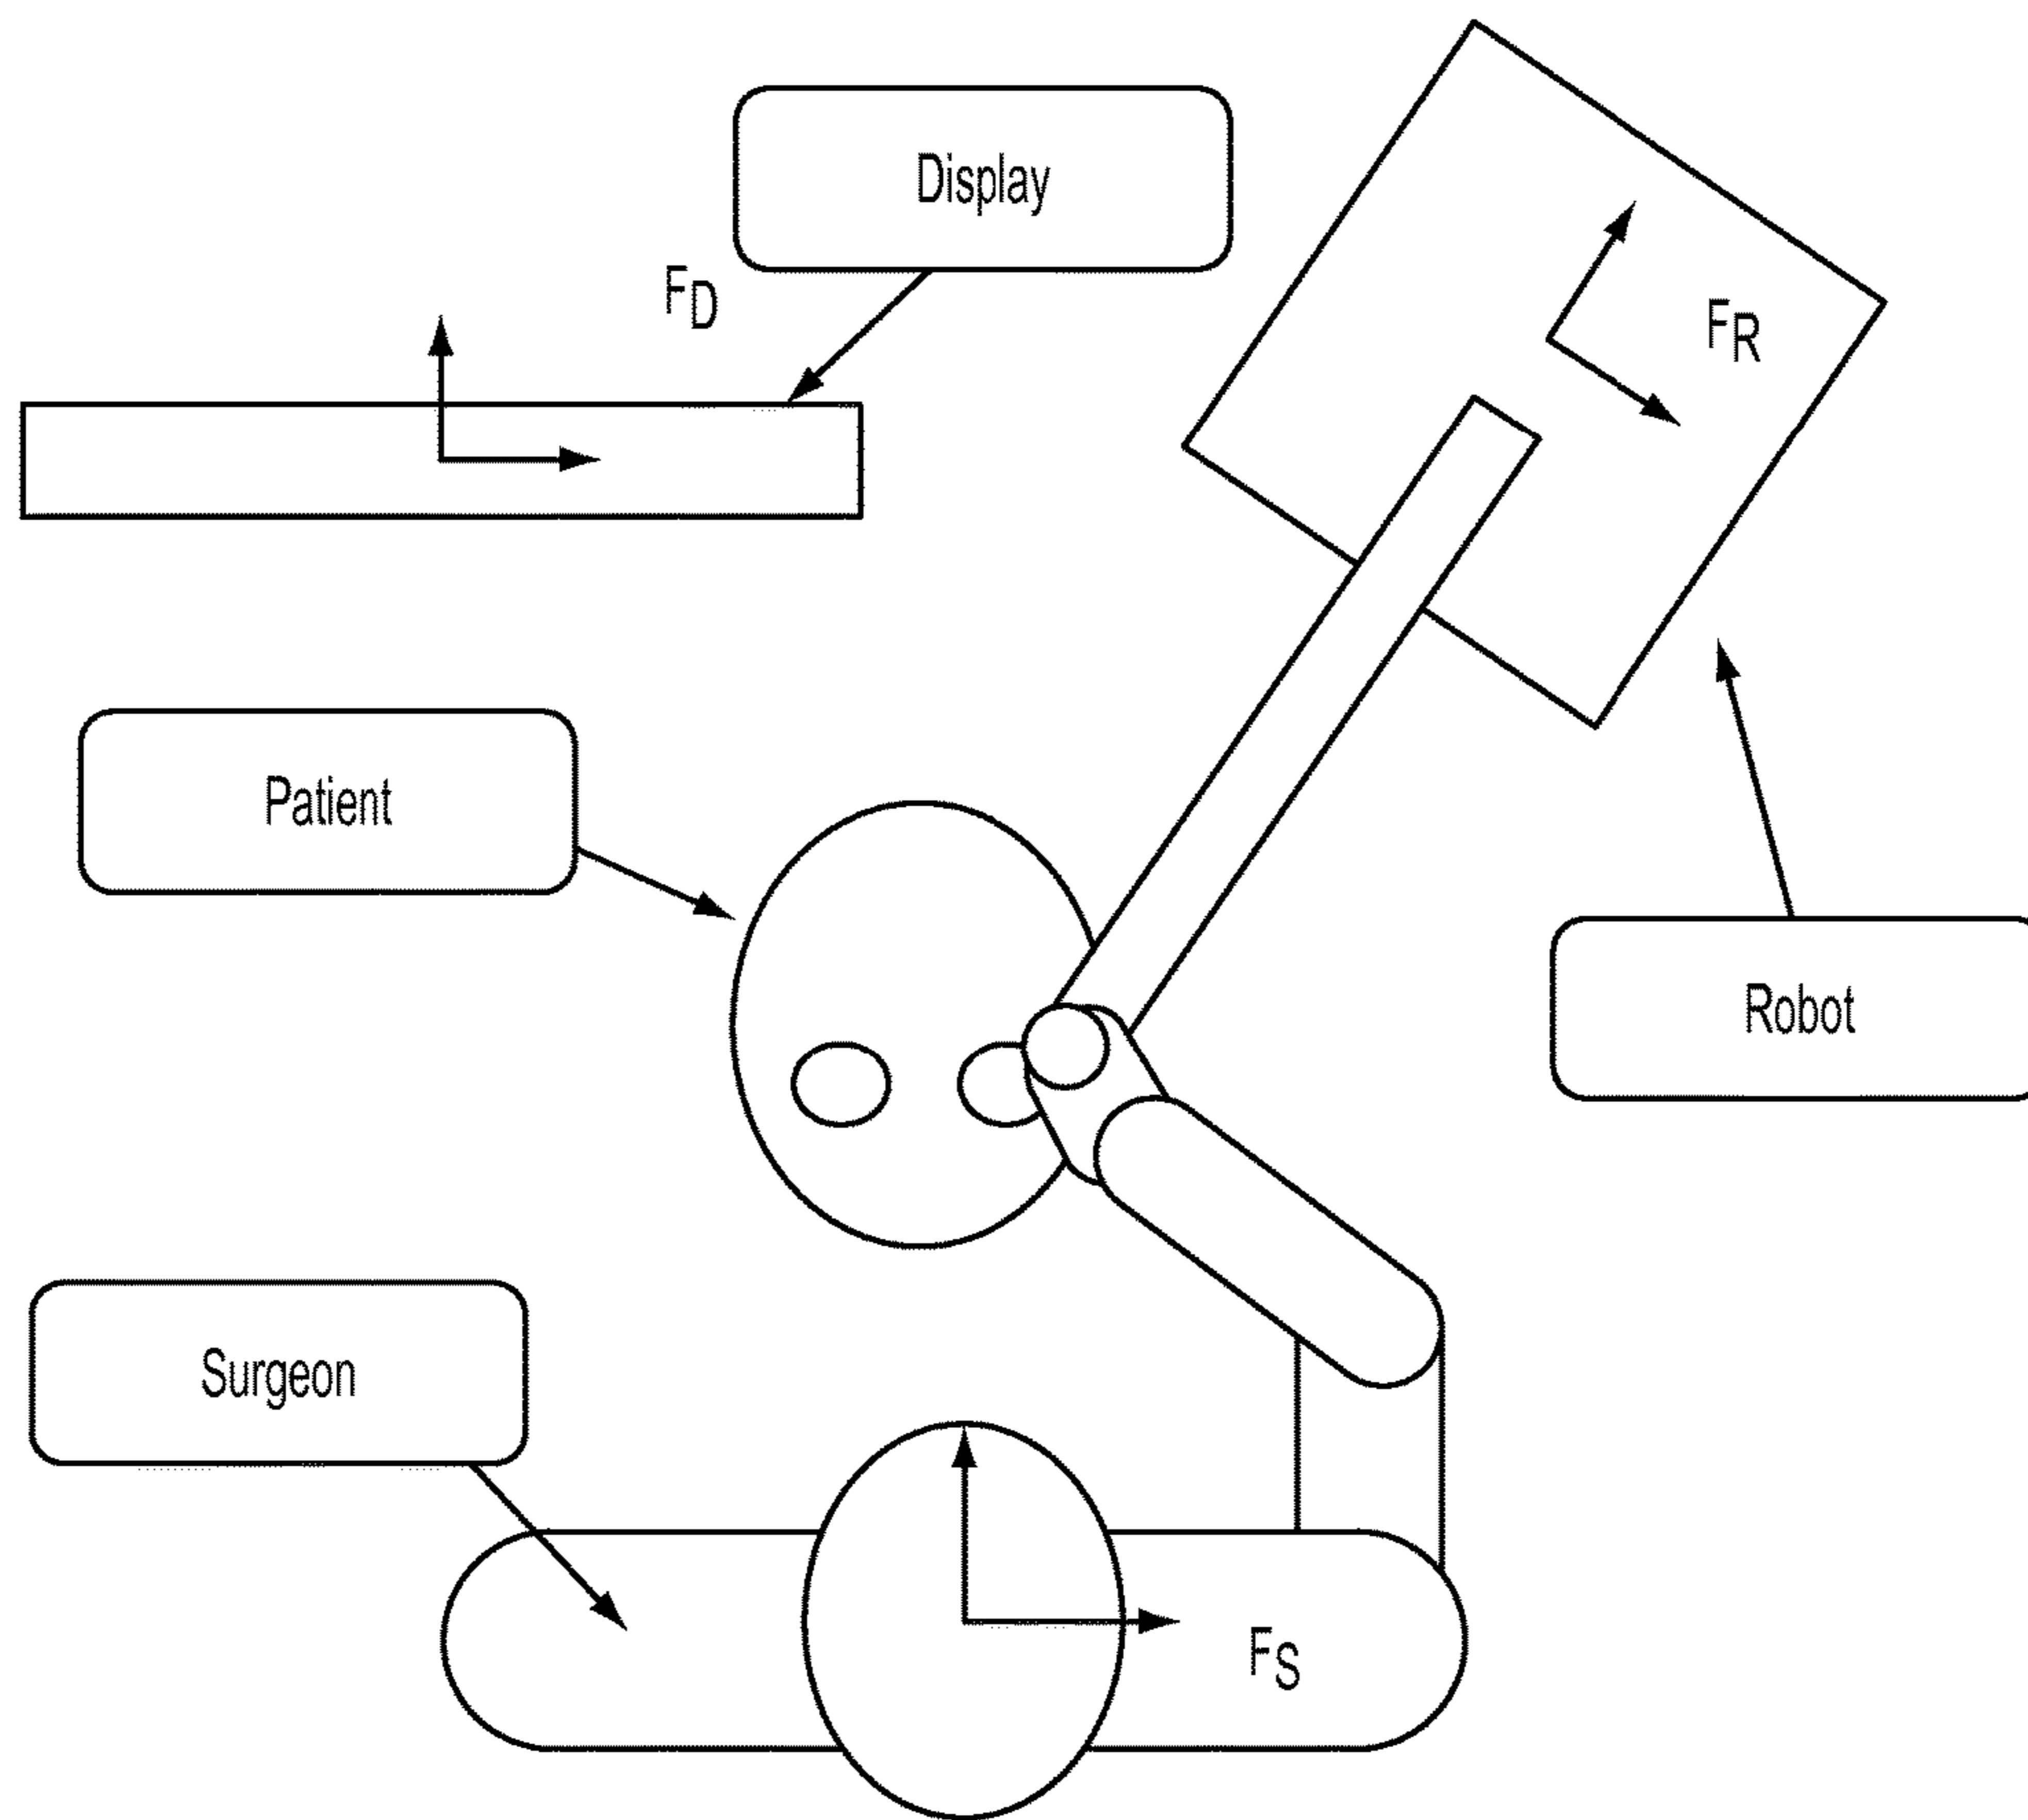 Display
FD
FR
Patient
Robot
Surgeon
FS